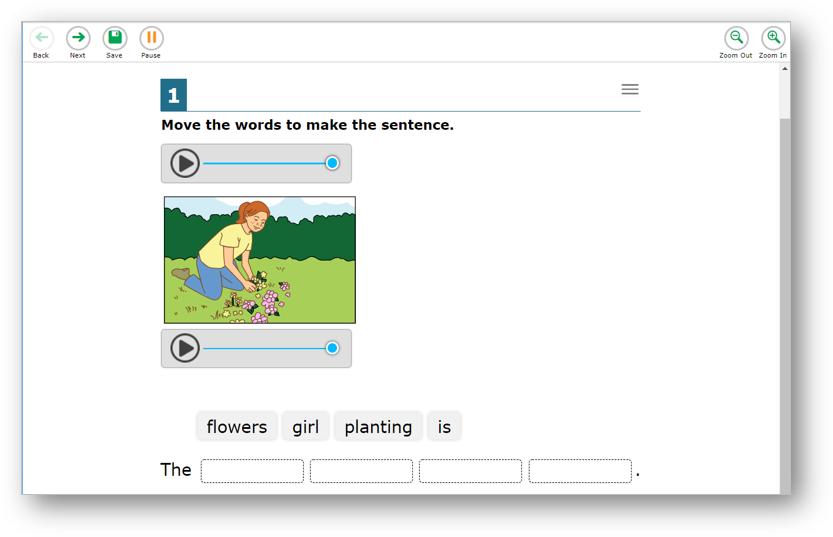 Back Next Save Pause Zoom Out Zoom In
1
Move the words to make the sentence.
flowers girl planting is
The .